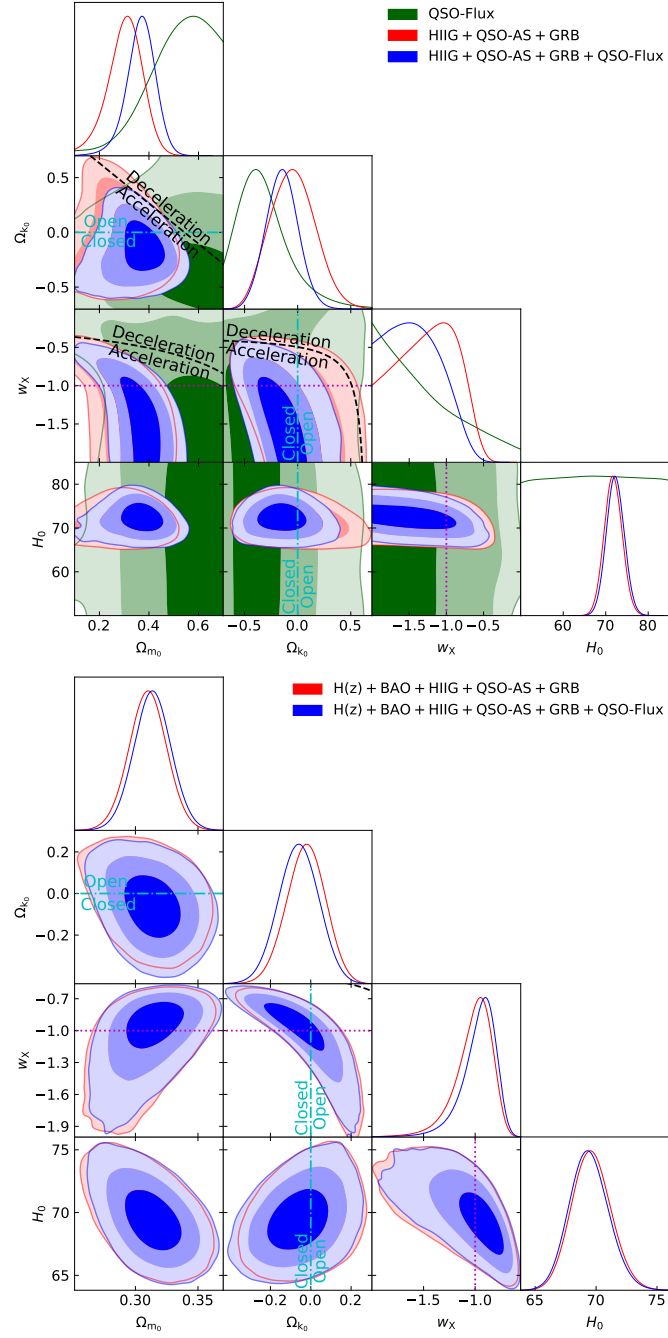 QSO-Flux
HIIG + QSO-AS + GRB
HIIG + QSO-AS + GRB + QSO-Flux
Ω_{k_0}
0.5
0.0
−0.5
Deceleration
Acceleration
Open
Closed
w_X
−0.5
−1.0
−1.5
Deceleration
Acceleration
Deceleration
Acceleration
Closed
Open
H_0
80
70
60
Closed
Open
0.2 0.4 0.6
−0.5 0.0 0.5
−1.5 −1.0 −0.5
60 70 80
Ω_{m_0}
Ω_{k_0}
w_X
H_0
H(z) + BAO + HIIG + QSO-AS + GRB
H(z) + BAO + HIIG + QSO-AS + GRB + QSO-Flux
Ω_{k_0}
0.2
0.0
−0.2
Open
Closed
w_X
−0.7
−1.0
−1.3
−1.6
−1.9
Closed
Open
H_0
75
70
65
Closed
Open
0.30 0.35
−0.2 0.0 0.2
−1.5 −1.0
65 70 75
Ω_{m_0}
Ω_{k_0}
w_X
H_0